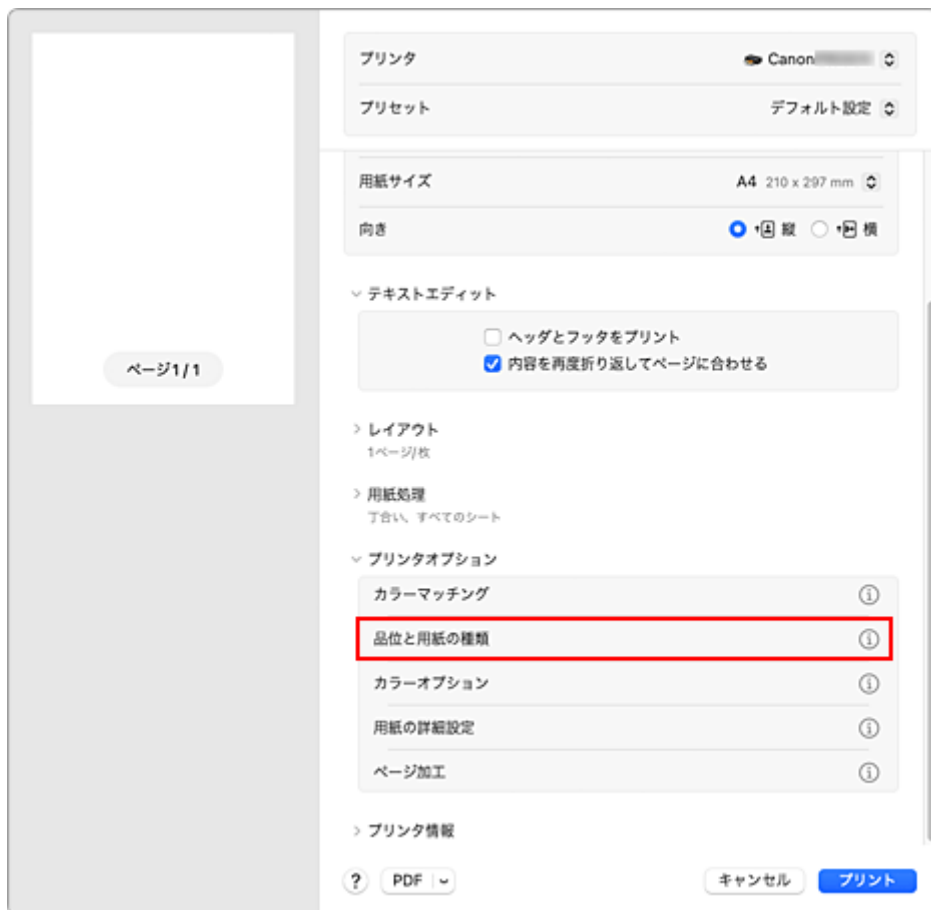 プリンタ
Canon
プリセット
デフォルト設定
用紙サイズ
A4 210 x 297 mm
向き
縦 横
テキストエディット
ヘッダとフッタをプリント
内容を再度折り返してページに合わせる
ページ1/1
レイアウト
1ページ/枚
用紙処理
丁合い、すべてのシート
プリンタオプション
カラーマッチング
品位と用紙の種類
カラーオプション
用紙の詳細設定
ページ加工
プリンタ情報
? PDF キャンセル プリント